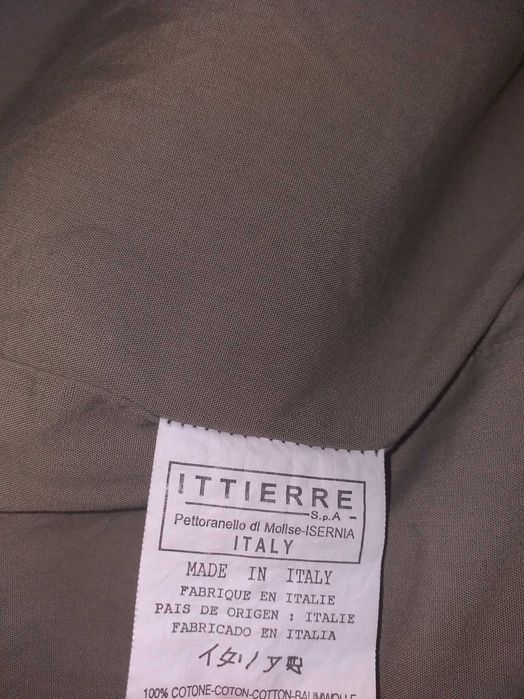 ITTIERRE
S.p.A -
Pettoranello di Molise-ISERNIA
ITALY
MADE IN ITALY
FABRIQUE EN ITALIE
PAIS DE ORIGEN : ITALIE
FABRICADO EN ITALIA
イタリア製
100% COTONE-COTON-COTTON-BAUMWOLLE